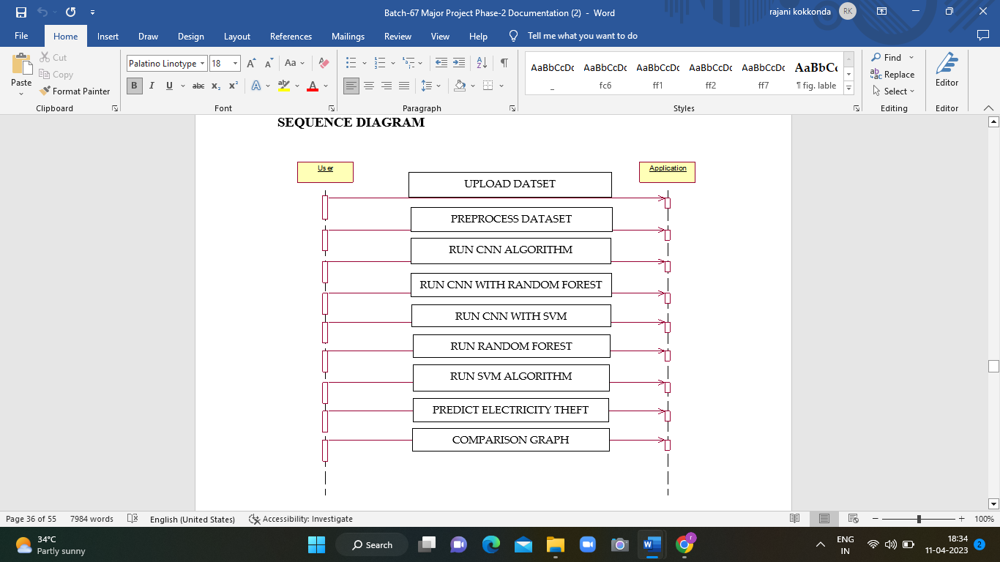 Batch-67 Major Project Phase-2 Documentation (2) - Word
rajani kokkonda
RK
File Home Insert Draw Design Layout References Mailings Review View Help Tell me what you want to do
Paste
Cut
Copy
Format Painter
Clipboard
Palatino Linotype 18
B I U abc x₂ x² A A
Aa
Font
Paragraph
AaBbCcDc AaBbCcDc AaBbCcDc AaBbCcDc AaBbCcDc AaBbCc
_ fc6 ff1 ff2 ff7 ¶ fig. lable
Styles
Find
Replace
Select
Editing
Editor
Editor
SEQUENCE DIAGRAM
User
Application
UPLOAD DATSET
PREPROCESS DATASET
RUN CNN ALGORITHM
RUN CNN WITH RANDOM FOREST
RUN CNN WITH SVM
RUN RANDOM FOREST
RUN SVM ALGORITHM
PREDICT ELECTRICITY THEFT
COMPARISON GRAPH
Page 36 of 55 7984 words English (United States) Accessibility: Investigate
100%
34°C
Partly sunny
Search
r
ENG
IN
18:34
11-04-2023
2